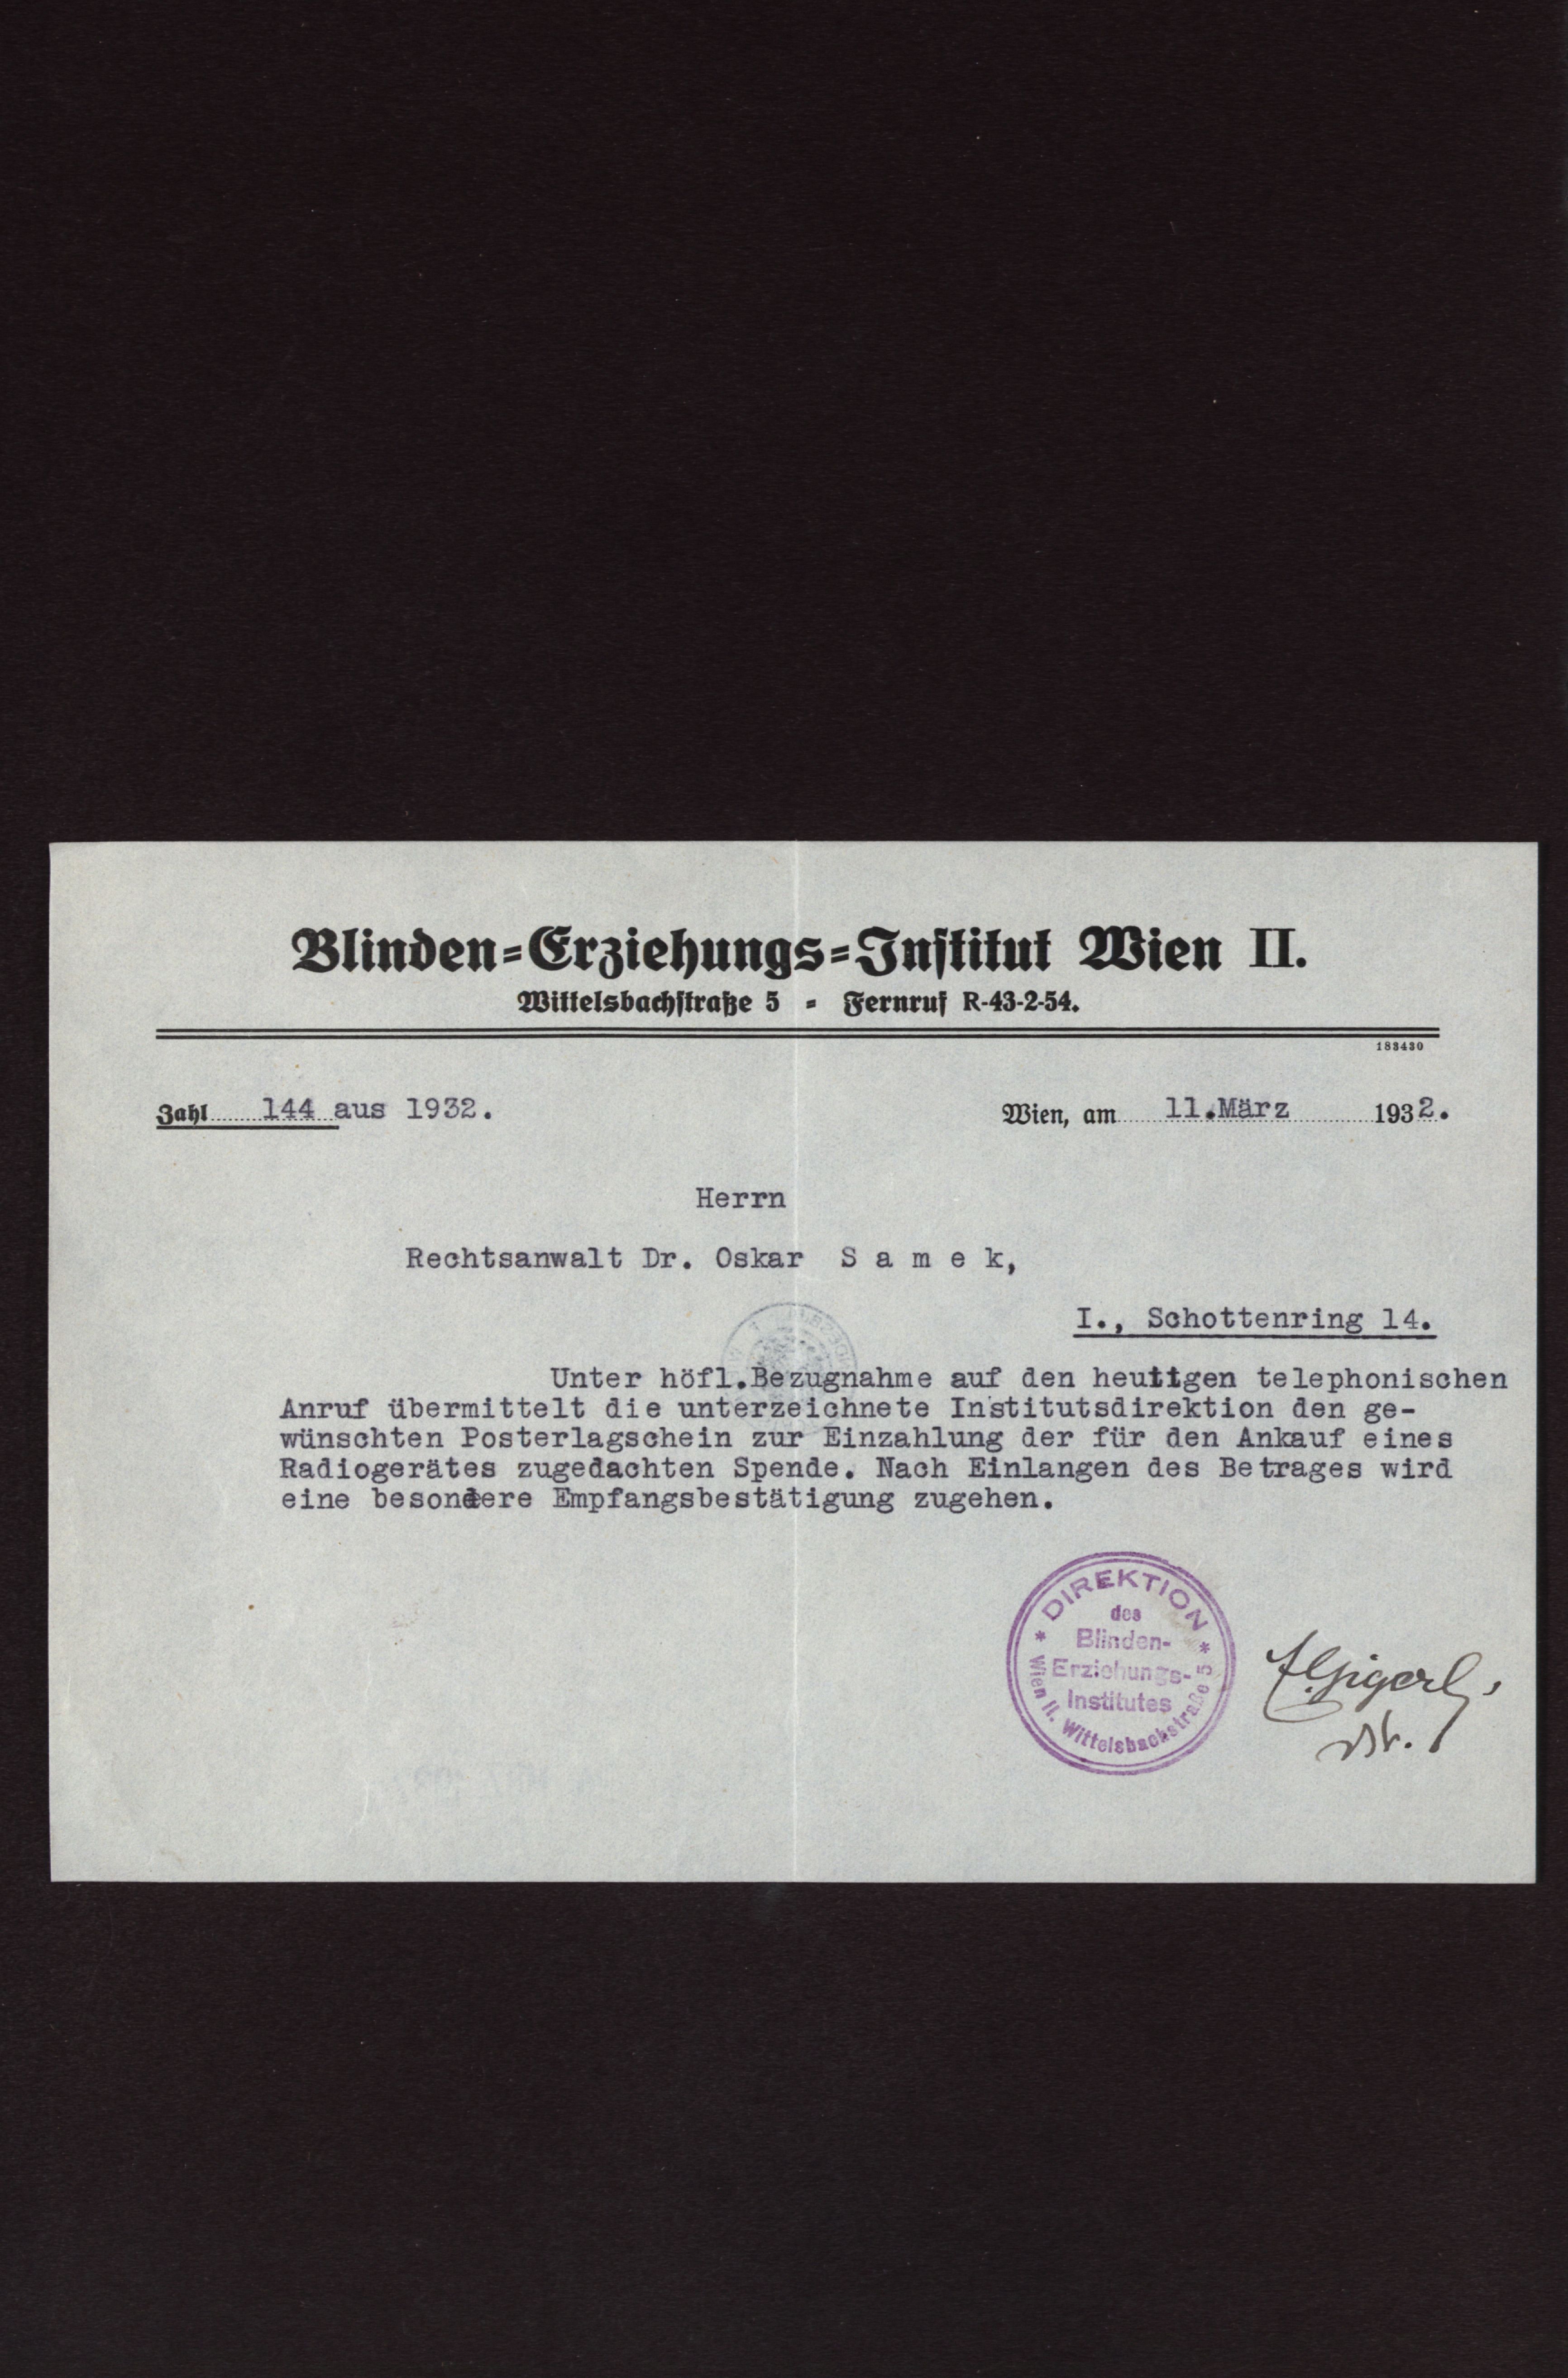 Blinden=Erziehungs=Institut Wien II.
Wittelsbachstraße 5 = Fernruf R-43-2-54.
183430
Zahl 144 aus 1932.
Wien, am 11.März 1932.
Herrn
Rechtsanwalt Dr. Oskar S a m e k,
I., Schottenring 14.
Unter höfl.Bezugnahme auf den heutigen telephonischen
Anruf übermittelt die unterzeichnete Institutsdirektion den ge-
wünschten Posterlagschein zur Einzahlung der für den Ankauf eines
Radiogerätes zugedachten Spende. Nach Einlangen des Betrages wird
eine besondere Empfangsbestätigung zugehen.
* DIREKTION *
des
Blinden-
Erziehungs-
Institutes
Wien II. Wittelsbachstraße 5